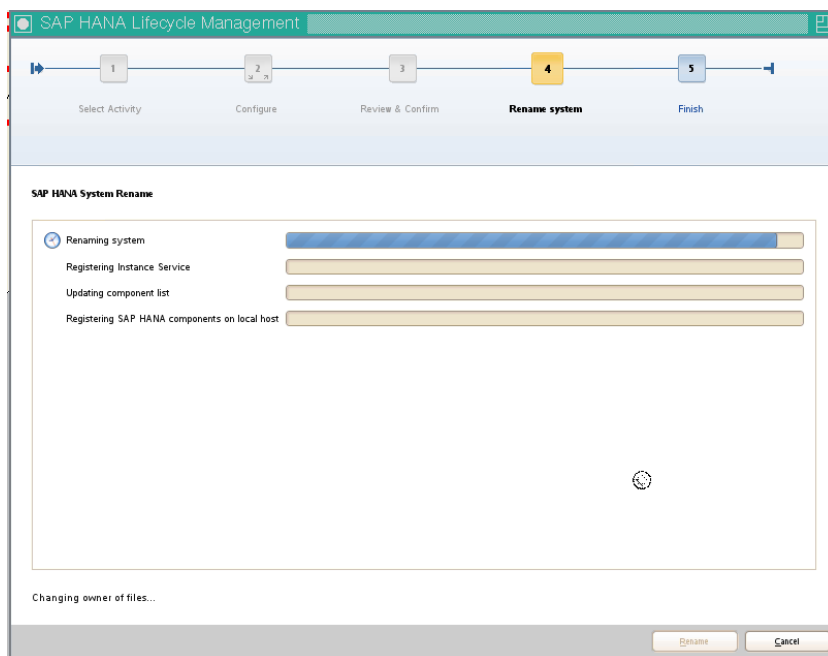 SAP HANA Lifecycle Management
1 2 3 4 5
Select Activity Configure Review & Confirm Rename system Finish
SAP HANA System Rename
Renaming system
Registering Instance Service
Updating component list
Registering SAP HANA components on local host
Changing owner of files...
Rename Cancel